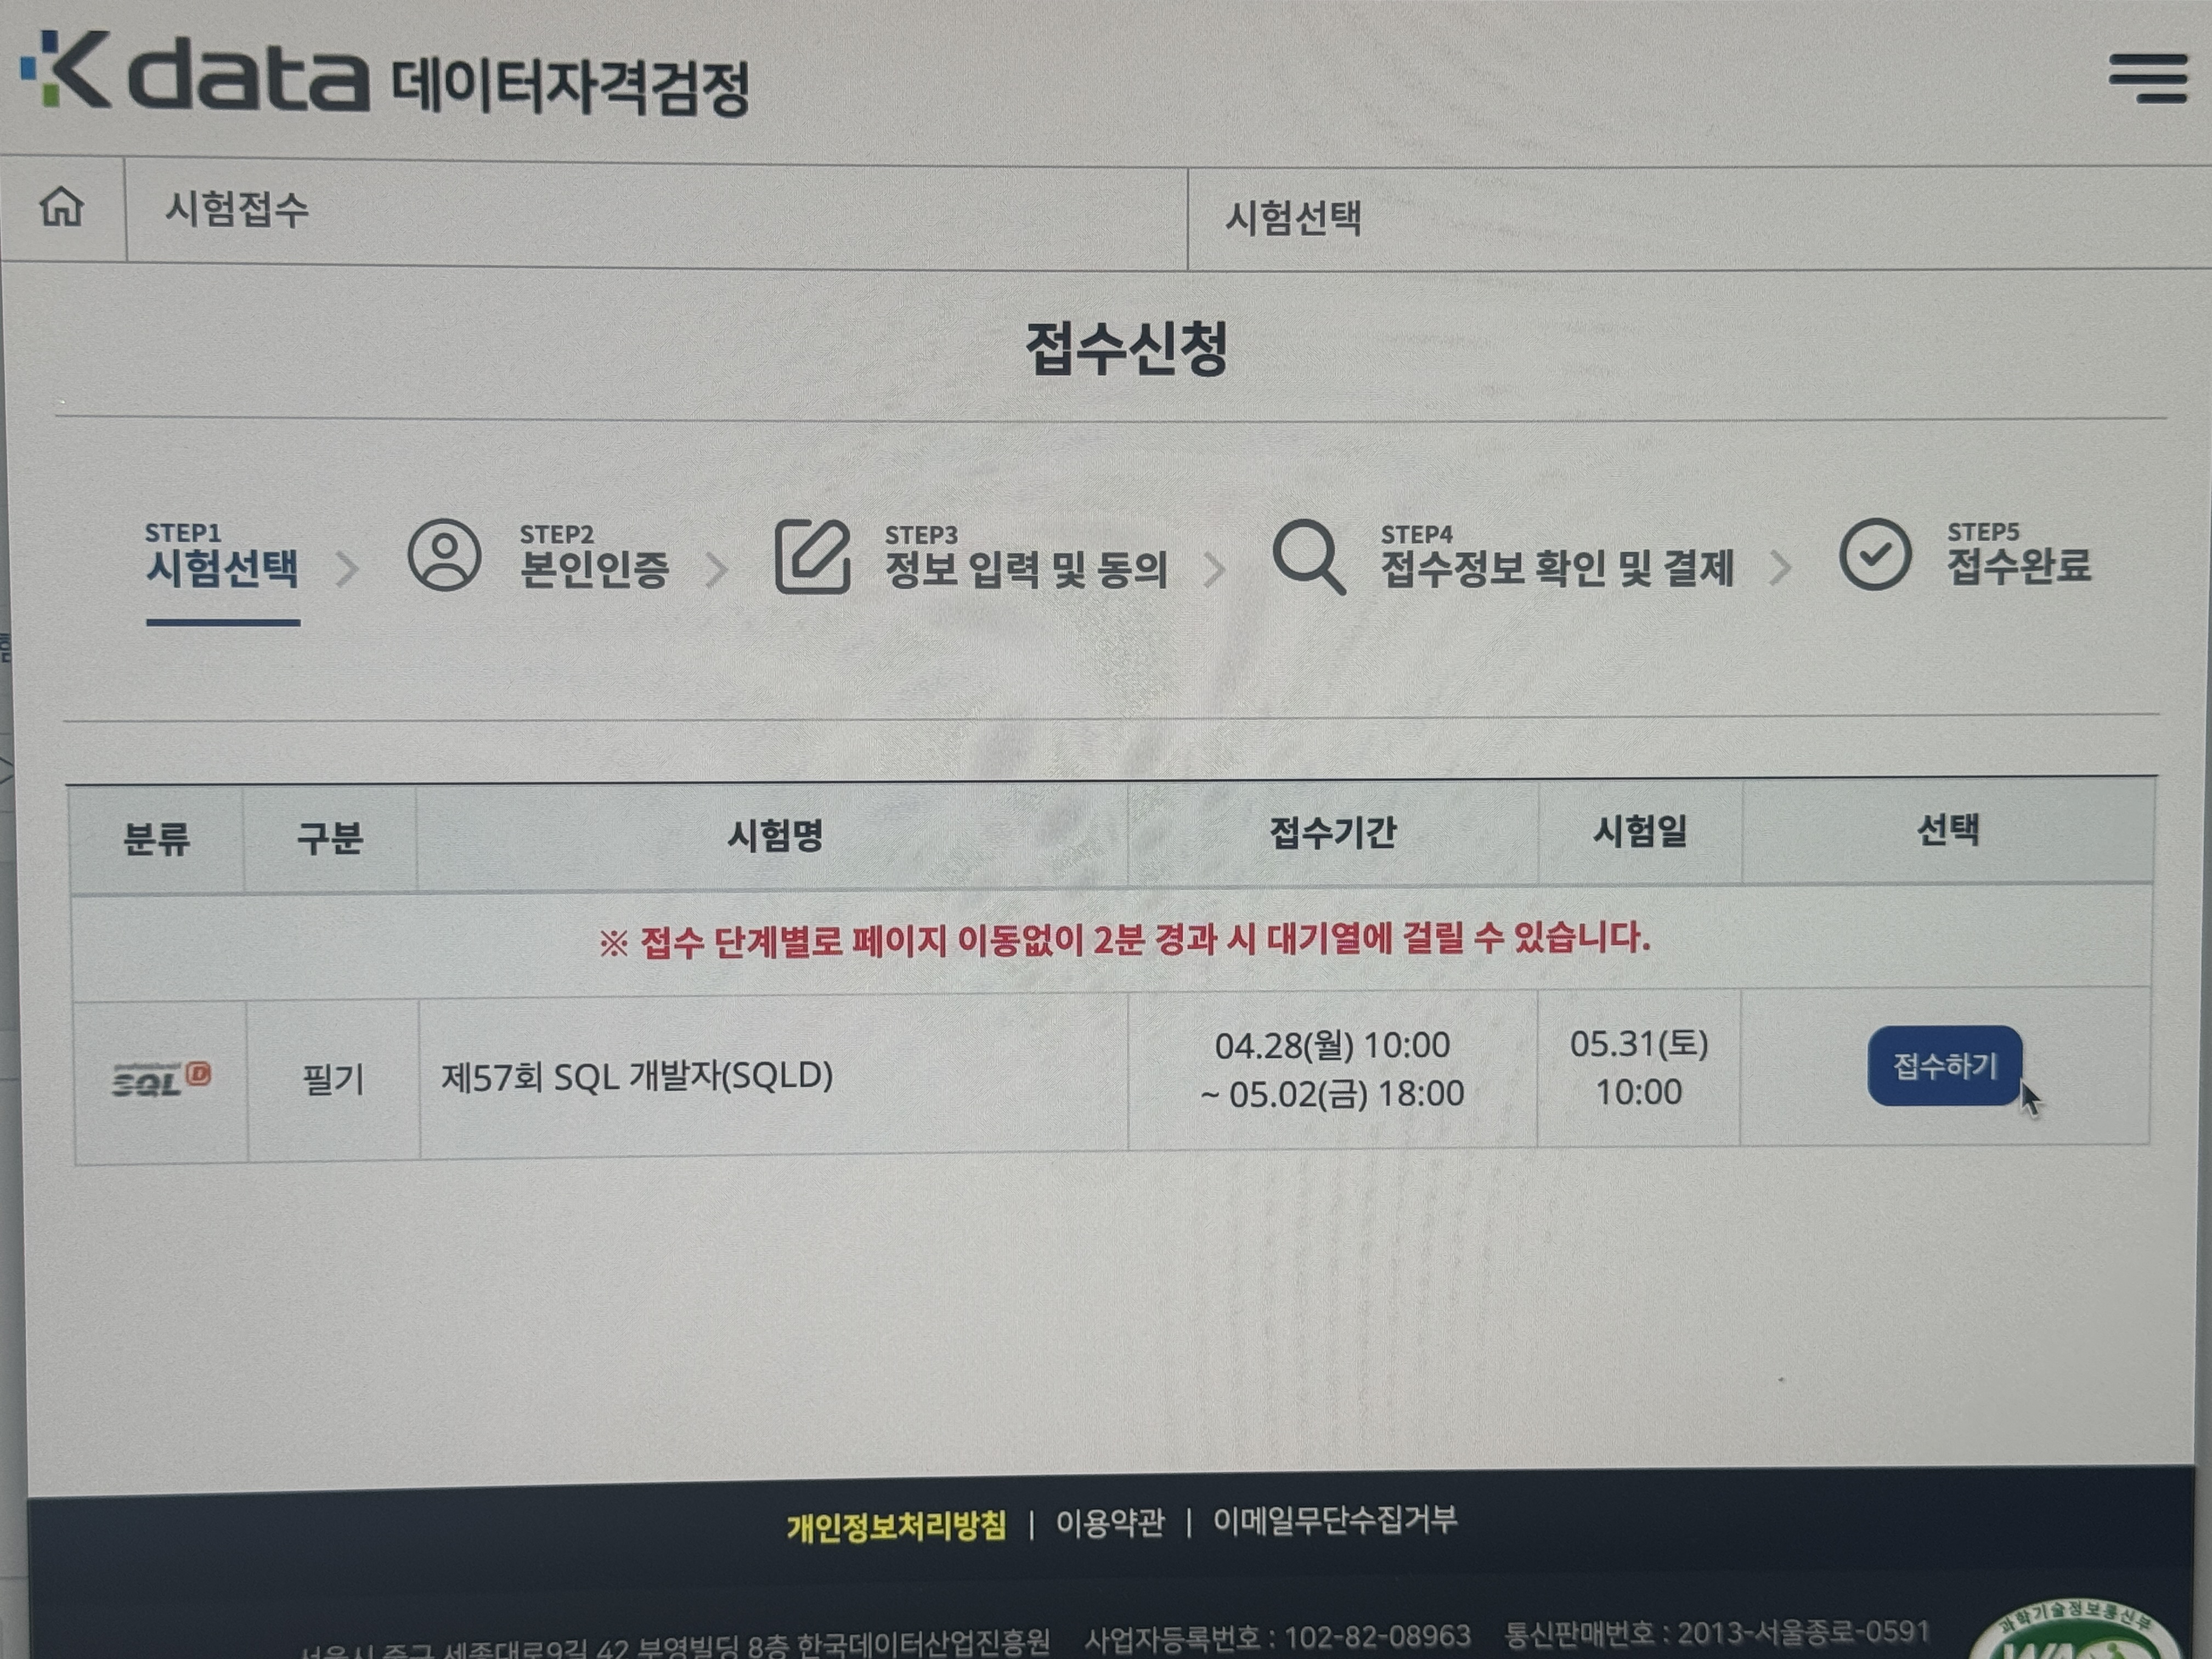 K data 데이터자격검정
시험접수 시험선택
접수신청
STEP1 시험선택
STEP2 본인인증
STEP3 정보 입력 및 동의
STEP4 접수정보 확인 및 결제
STEP5 접수완료
분류 구분 시험명 접수기간 시험일 선택
※ 접수 단계별로 페이지 이동없이 2분 경과 시 대기열에 걸릴 수 있습니다.
SQL D 필기 제57회 SQL 개발자(SQLD) 04.28(월) 10:00 ~ 05.02(금) 18:00 05.31(토) 10:00 접수하기
개인정보처리방침 | 이용약관 | 이메일무단수집거부
서울시 중구 세종대로9길 42 부영빌딩 8층 한국데이터산업진흥원 사업자등록번호 : 102-82-08963 통신판매번호 : 2013-서울종로-0591
과학기술정보통신부